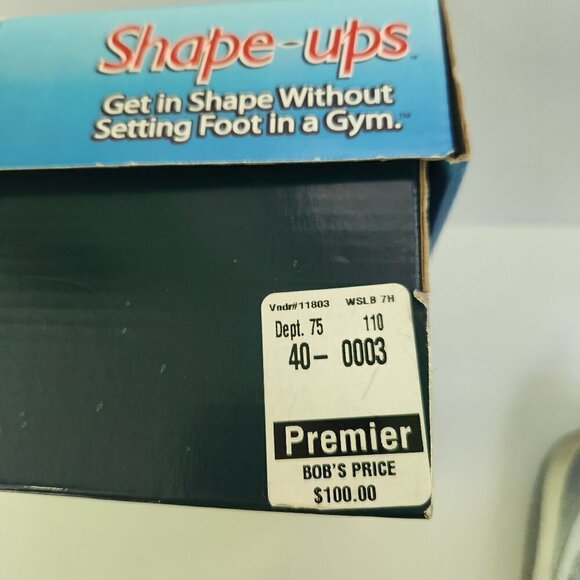 Shape-ups™
Get in Shape Without
Setting Foot in a Gym.™
Vndr#11803 WSLB 7H
Dept. 75 110
40- 0003
Premier
BOB'S PRICE
$100.00